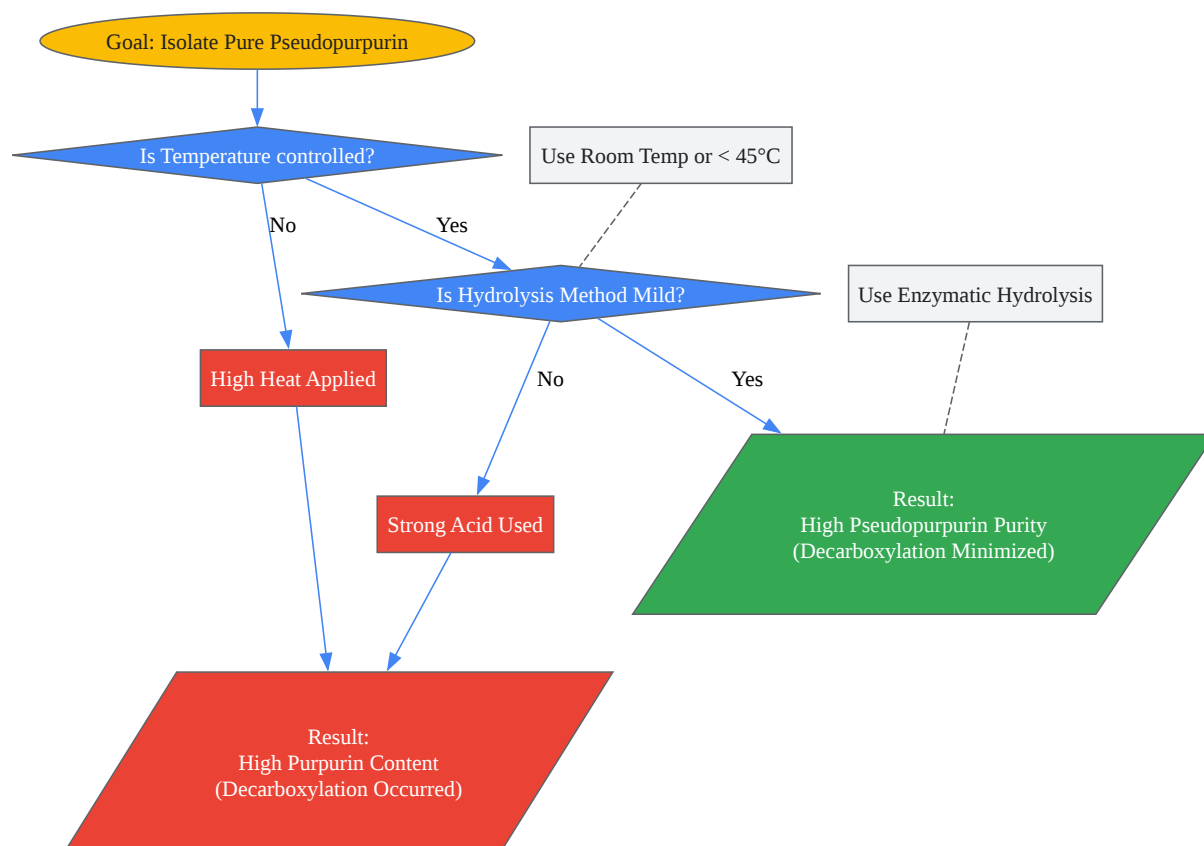 Goal: Isolate Pure Pseudopurpurin
Is Temperature controlled?
Use Room Temp or < 45°C
No
Yes
Is Hydrolysis Method Mild?
Use Enzymatic Hydrolysis
High Heat Applied
No
Yes
Strong Acid Used
Result:
High Pseudopurpurin Purity
(Decarboxylation Minimized)
Result:
High Purpurin Content
(Decarboxylation Occurred)